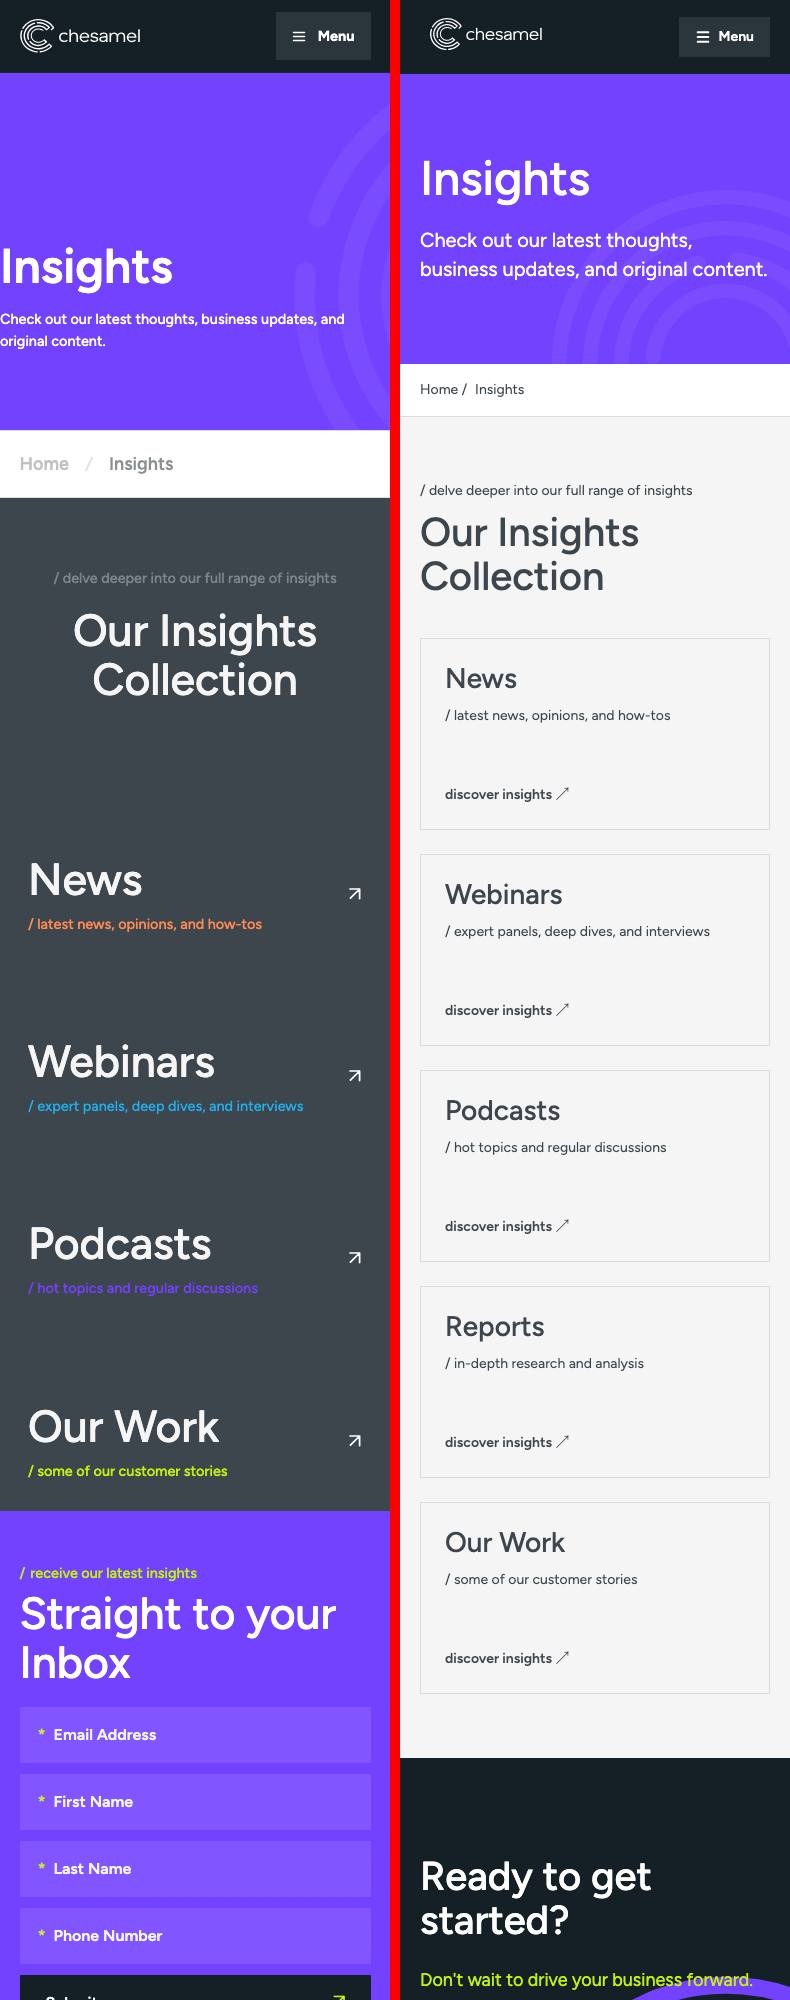 chesamel
Menu
Insights
Check out our latest thoughts, business updates, and
original content.
Home / Insights
/ delve deeper into our full range of insights
Our Insights
Collection
News
/ latest news, opinions, and how-tos
Webinars
/ expert panels, deep dives, and interviews
Podcasts
/ hot topics and regular discussions
Our Work
/ some of our customer stories
/ receive our latest insights
Straight to your
Inbox
* Email Address
* First Name
* Last Name
* Phone Number
chesamel
Menu
Insights
Check out our latest thoughts,
business updates, and original content.
Home / Insights
/ delve deeper into our full range of insights
Our Insights
Collection
News
/ latest news, opinions, and how-tos
discover insights
Webinars
/ expert panels, deep dives, and interviews
discover insights
Podcasts
/ hot topics and regular discussions
discover insights
Reports
/ in-depth research and analysis
discover insights
Our Work
/ some of our customer stories
discover insights
Ready to get
started?
Don't wait to drive your business forward.